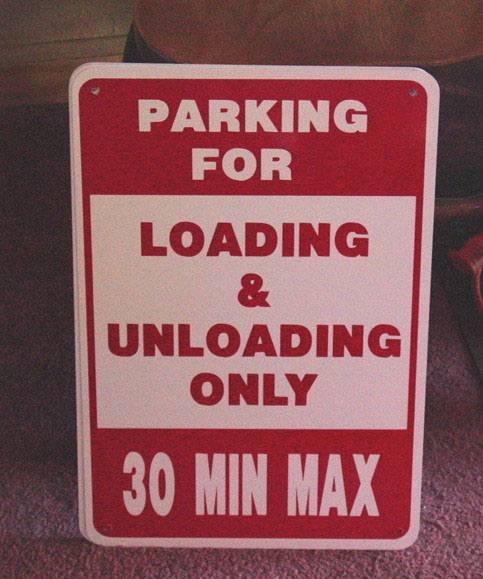 PARKING
FOR
LOADING
&
UNLOADING
ONLY
30 MIN MAX